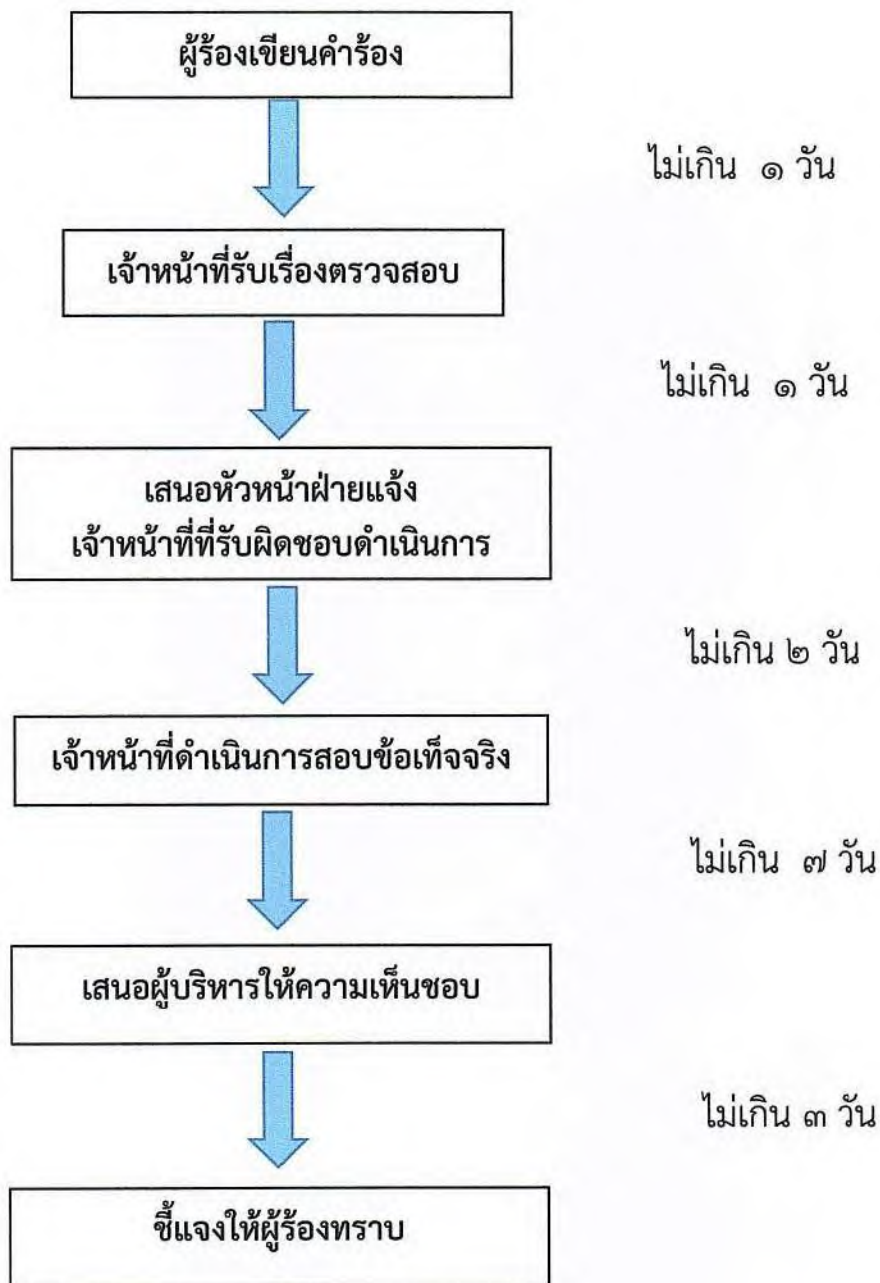 ผู้ร้องเขียนคำร้อง
ไม่เกิน ๑ วัน
เจ้าหน้าที่รับเรื่องตรวจสอบ
ไม่เกิน ๑ วัน
เสนอหัวหน้าฝ่ายแจ้ง
เจ้าหน้าที่ที่รับผิดชอบดำเนินการ
ไม่เกิน ๒ วัน
เจ้าหน้าที่ดำเนินการสอบข้อเท็จจริง
ไม่เกิน ๗ วัน
เสนอผู้บริหารให้ความเห็นชอบ
ไม่เกิน ๓ วัน
ชี้แจงให้ผู้ร้องทราบ